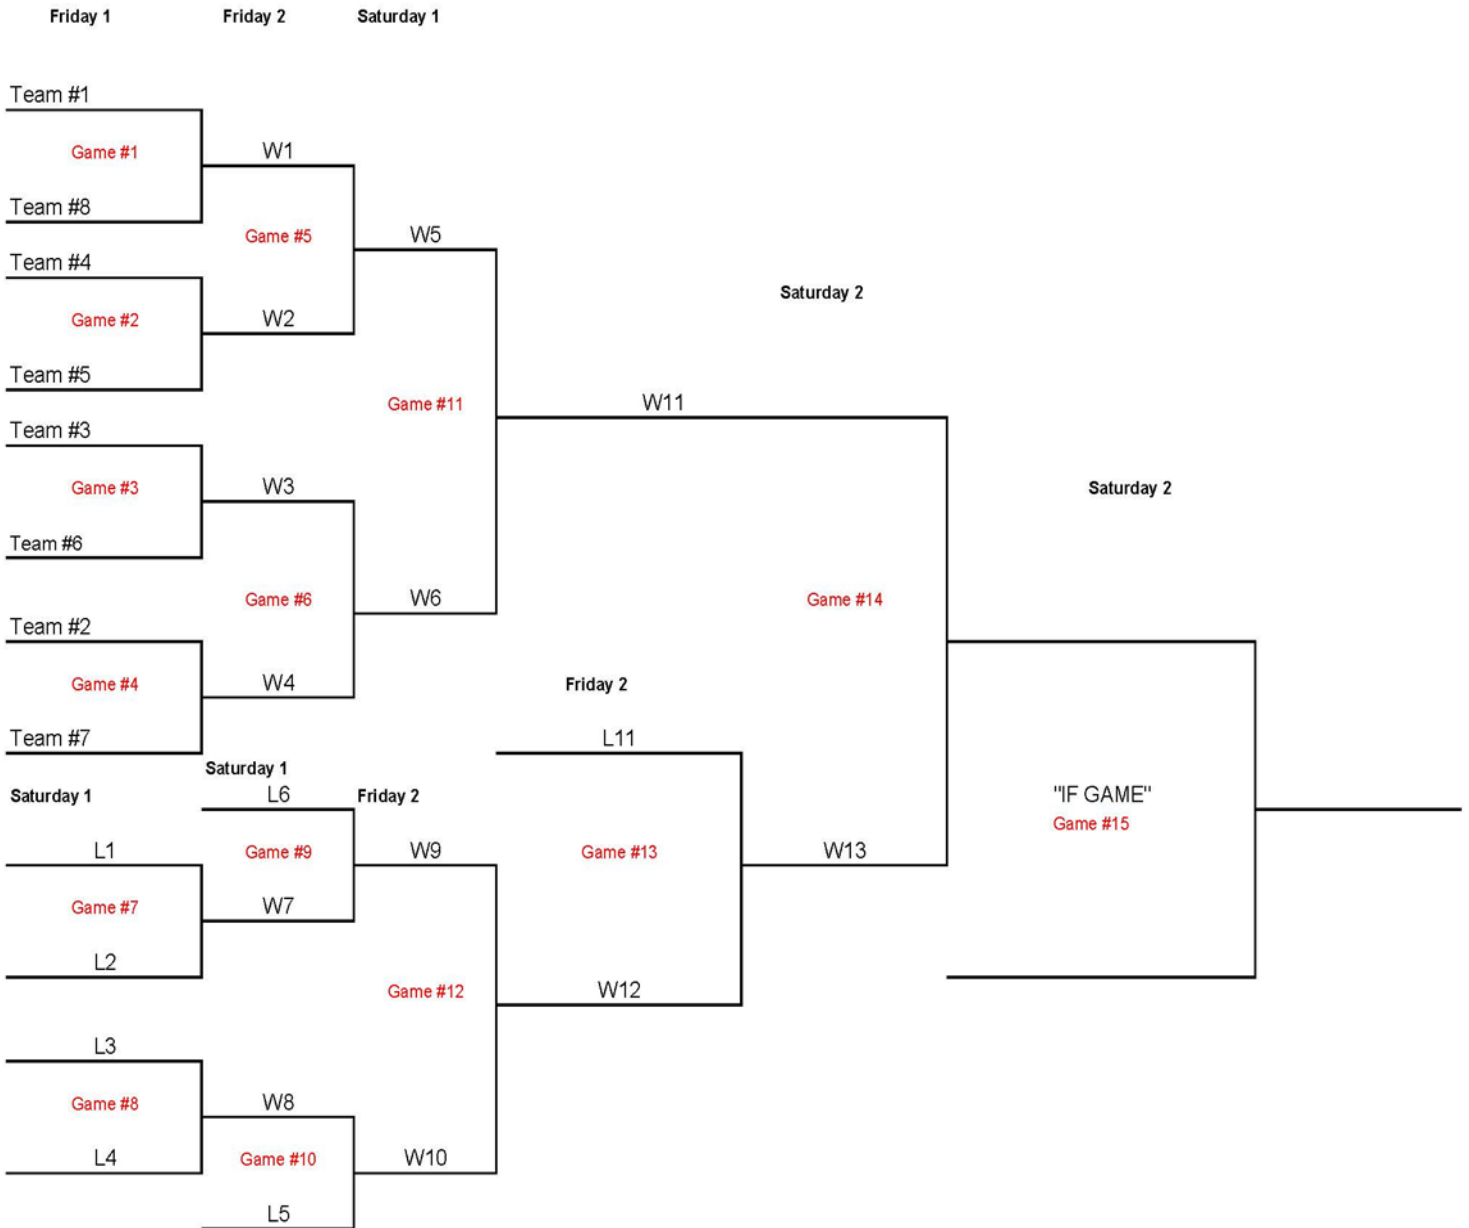 Friday 1 Friday 2 Saturday 1
Team #1
Game #1 W1
Team #8
Game #5 W5
Team #4
Saturday 2
Game #2 W2
Team #5
Game #11 W11
Team #3
Game #3 W3 Saturday 2
Team #6
Game #6 W6 Game #14
Team #2
Game #4 W4 Friday 2
Team #7 L11
Saturday 1
Saturday 1 L6 Friday 2 "IF GAME"
Game #15
L1 Game #9 W9 Game #13 W13
Game #7 W7
L2
Game #12 W12
L3
Game #8 W8
L4 Game #10 W10
L5